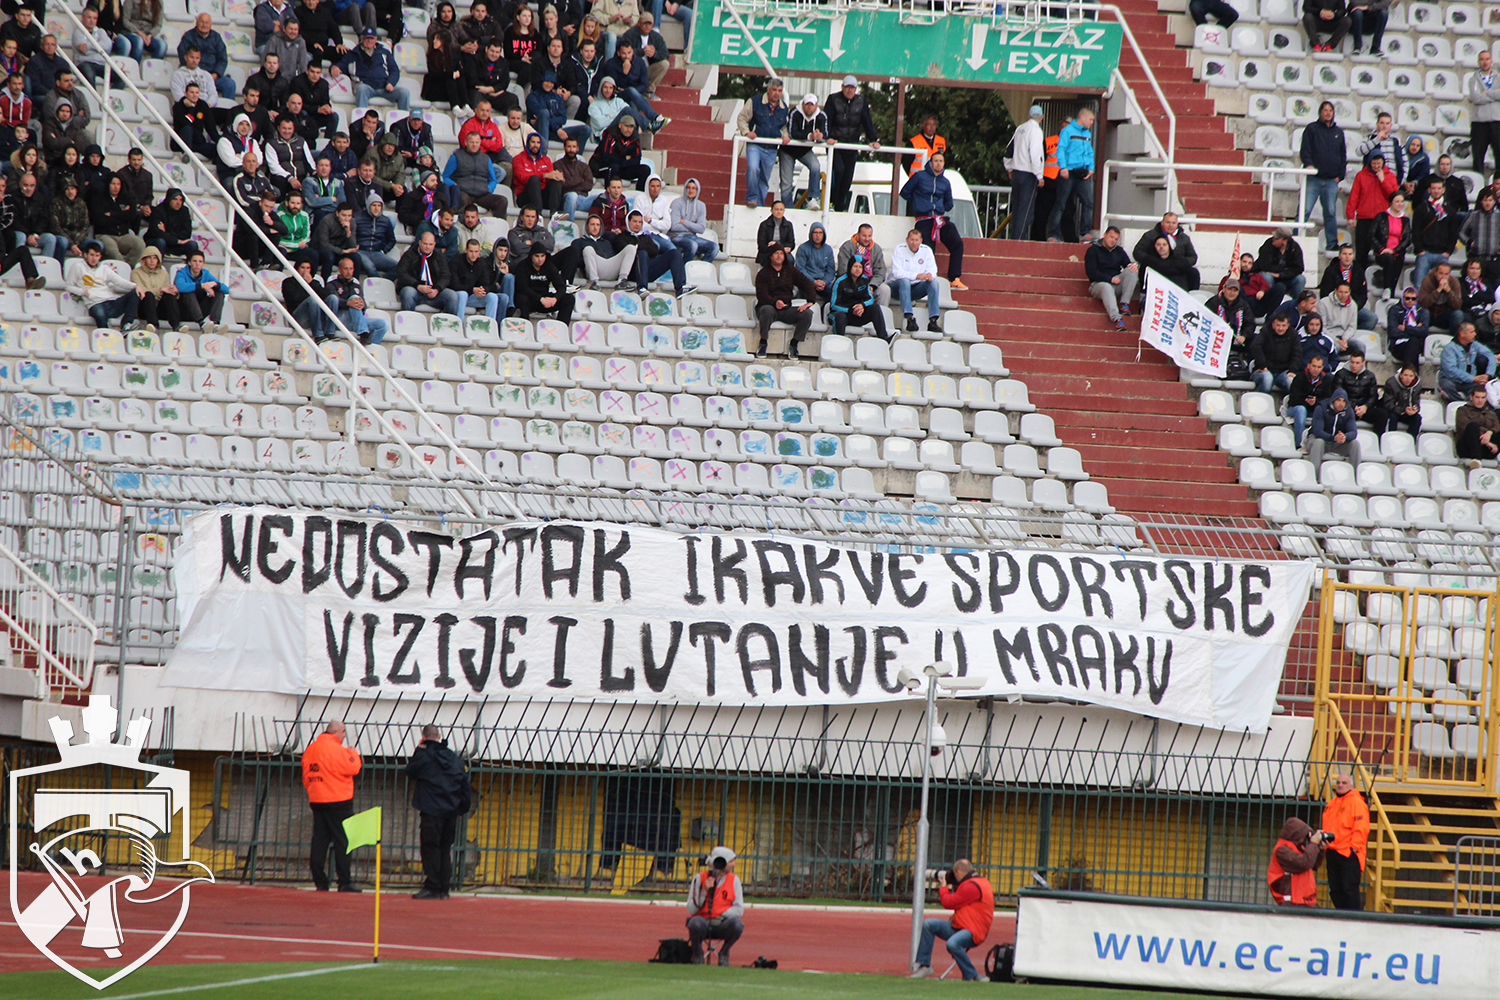 IZLAZ
EXIT
IZLAZ
EXIT
NEDOSTATAK IKAKVE SPORTSKE
VIZIJE I LUTANJE U MRAKU
www.ec-air.eu